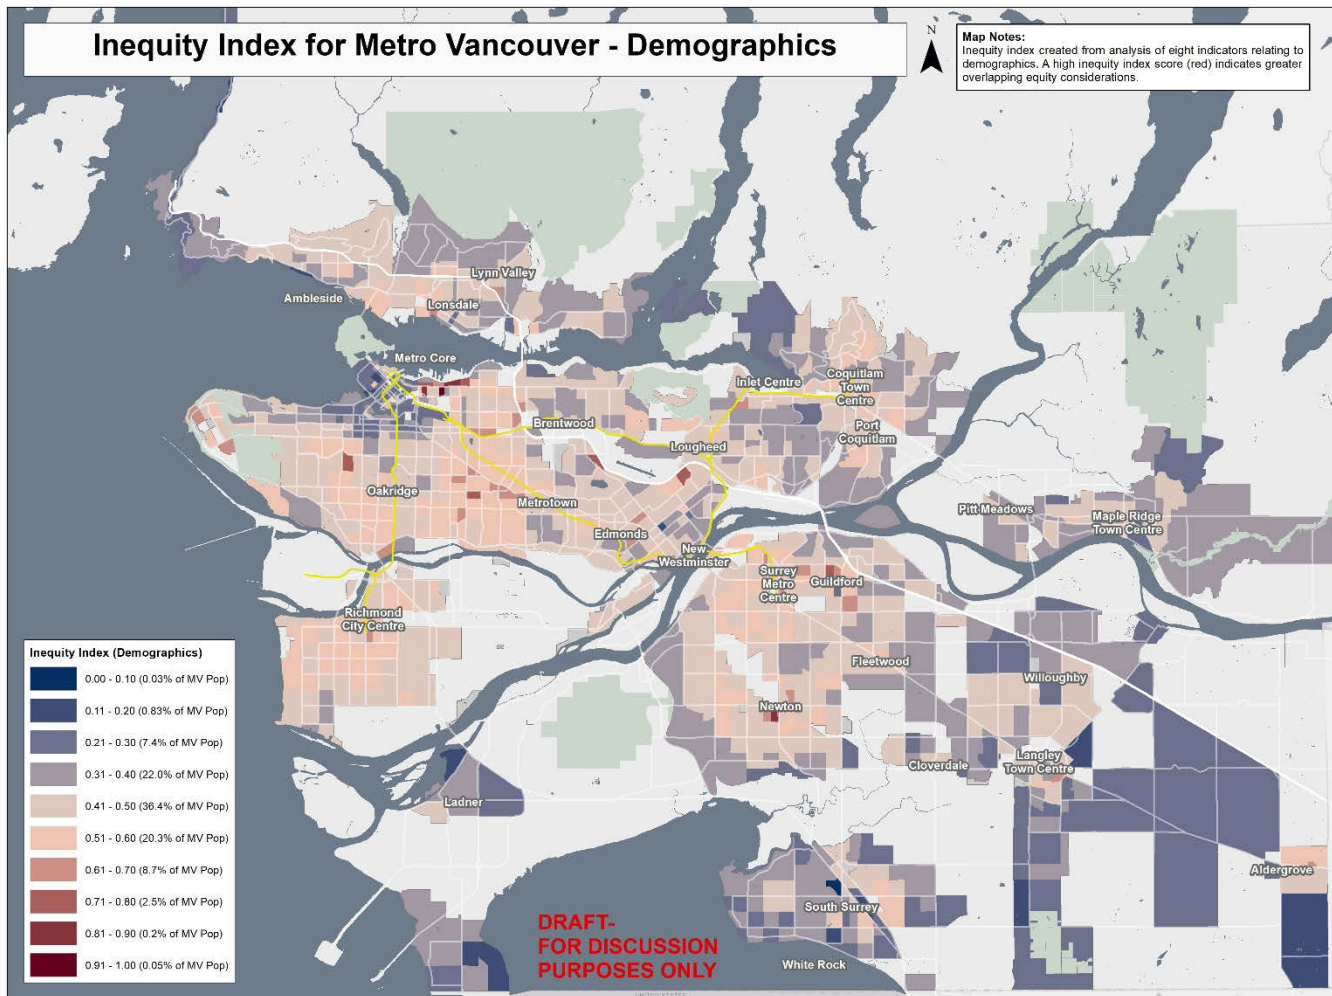 Inequity Index for Metro Vancouver - Demographics
N
Map Notes:
Inequity index created from analysis of eight indicators relating to
demographics. A high inequity index score (red) indicates greater
overlapping equity considerations.
Lynn Valley
Ambleside
Lonsdale
Metro Core
Inlet Centre
Coquitlam
Town
Centre
Brentwood
Port
Coquitlam
Lougheed
Oakridge
Metrotown
Pitt Meadows
Maple Ridge
Town Centre
Edmonds
New
Westminster
Surrey
Metro
Centre
Guildford
Richmond
City Centre
Fleetwood
Willoughby
Newton
Cloverdale
Langley
Town Centre
Ladner
Aldergrove
South Surrey
White Rock
Inequity Index (Demographics)
0.00 - 0.10 (0.03% of MV Pop)
0.11 - 0.20 (0.83% of MV Pop)
0.21 - 0.30 (7.4% of MV Pop)
0.31 - 0.40 (22.0% of MV Pop)
0.41 - 0.50 (36.4% of MV Pop)
0.51 - 0.60 (20.3% of MV Pop)
0.61 - 0.70 (8.7% of MV Pop)
0.71 - 0.80 (2.5% of MV Pop)
0.81 - 0.90 (0.2% of MV Pop)
0.91 - 1.00 (0.05% of MV Pop)
DRAFT-
FOR DISCUSSION
PURPOSES ONLY
UNITED STATES